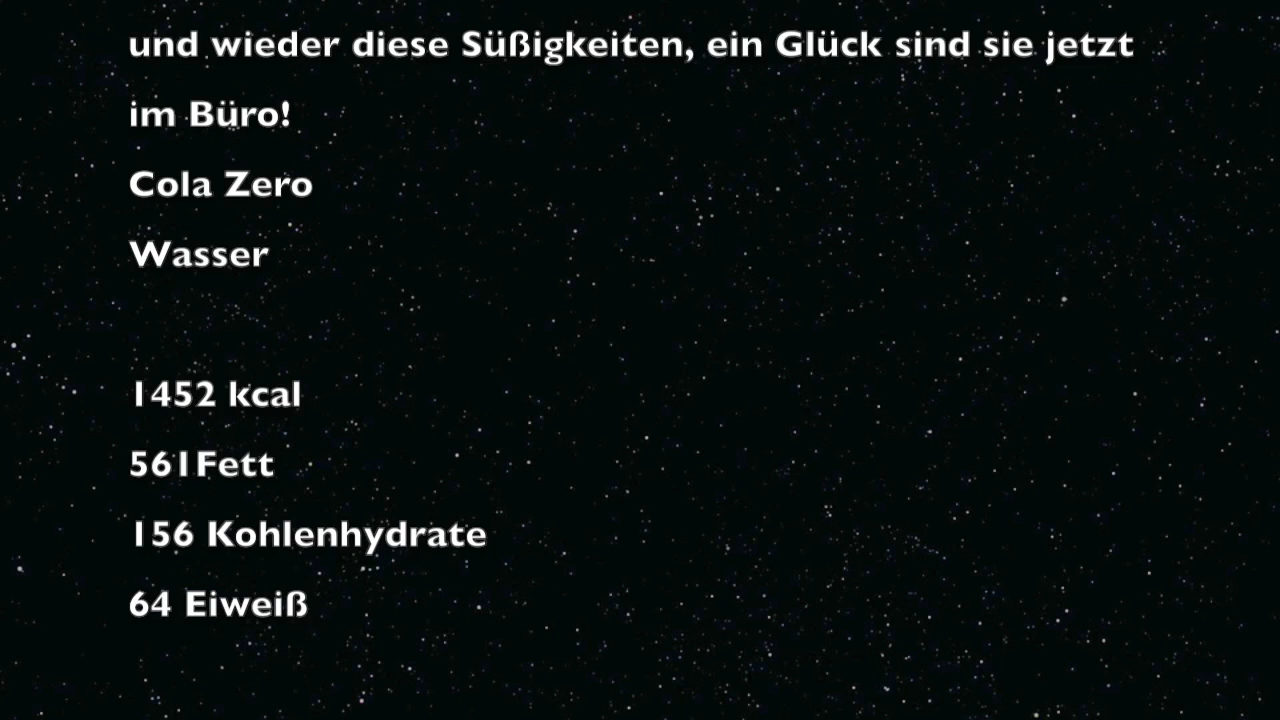 und wieder diese Süßigkeiten, ein Glück sind sie jetzt
im Büro!
Cola Zero
Wasser
1452 kcal
561Fett
156 Kohlenhydrate
64 Eiweiß